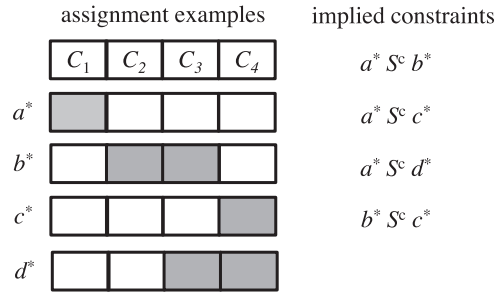 assignment examples implied constraints
C₁ C₂ C₃ C₄ a* Sᶜ b*
a* a* Sᶜ c*
b* a* Sᶜ d*
c* b* Sᶜ c*
d*